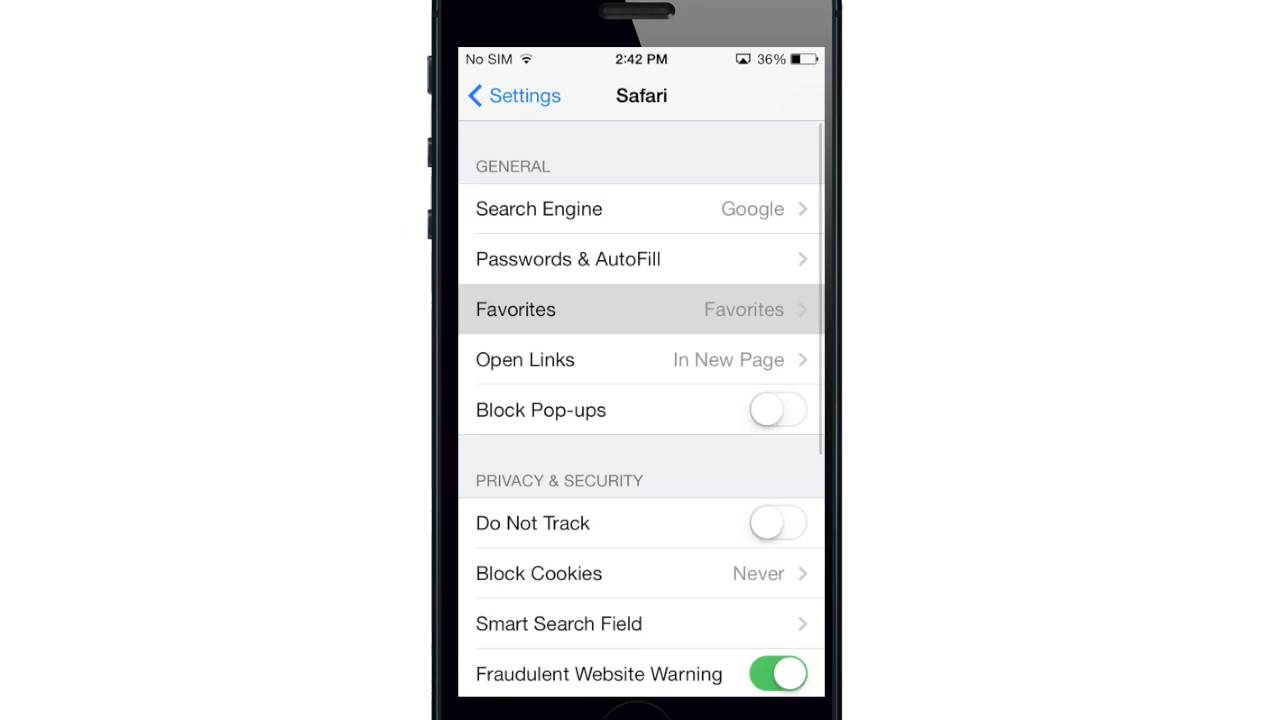 No SIM 2:42 PM 36%
Settings Safari
GENERAL
Search Engine Google
Passwords & AutoFill
Favorites Favorites
Open Links In New Page
Block Pop-ups
PRIVACY & SECURITY
Do Not Track
Block Cookies Never
Smart Search Field
Fraudulent Website Warning